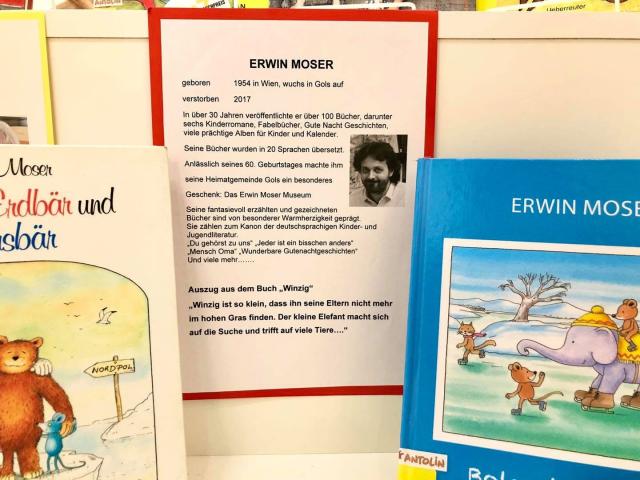 ANTOLIN
Ueberreuter
ERWIN MOSER
geboren 1954 in Wien, wuchs in Gols auf
verstorben 2017
In über 30 Jahren veröffentlichte er über 100 Bücher, darunter
sechs Kinderromane, Fabelbücher, Gute Nacht Geschichten,
viele prächtige Alben für Kinder und Kalender.
Seine Bücher wurden in 20 Sprachen übersetzt.
Anlässlich seines 60. Geburtstages machte ihm
seine Heimatgemeinde Gols ein besonderes
Geschenk: Das Erwin Moser Museum
Seine fantasievoll erzählten und gezeichneten
Bücher sind von besonderer Warmherzigkeit geprägt.
Sie zählen zum Kanon der deutschsprachigen Kinder- und
Jugendliteratur.
„Du gehörst zu uns" „Jeder ist ein bisschen anders"
„Mensch Oma" „Wunderbare Gutenachtgeschichten"
Und viele mehr…….
Auszug aus dem Buch „Winzig"
„Winzig ist so klein, dass ihn seine Eltern nicht mehr
im hohen Gras finden. Der kleine Elefant macht sich
auf die Suche und trifft auf viele Tiere…."
Moser
Erdbär und
sbär
NORDPOL
ERWIN MOSE
ANTOLIN